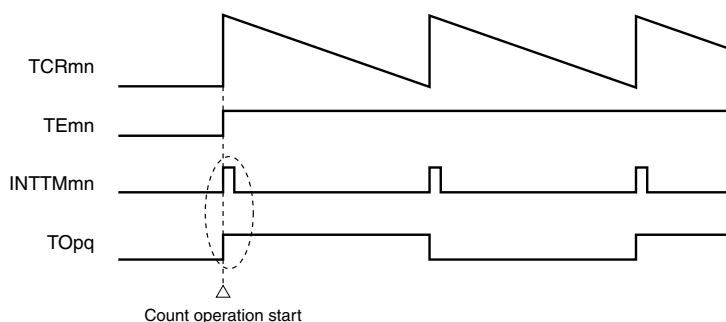 TCRmn
TEmn
INTTMmn
TOpq
Count operation start